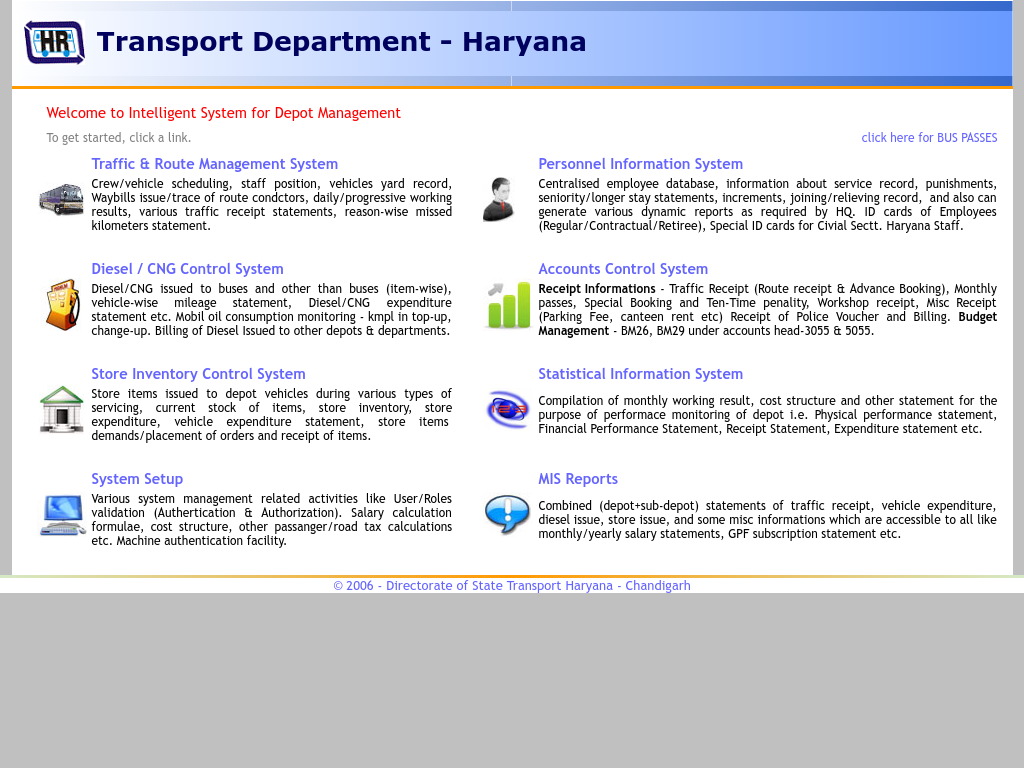 HR
Transport Department - Haryana
Welcome to Intelligent System for Depot Management
To get started, click a link.
click here for BUS PASSES
Traffic & Route Management System
Crew/vehicle scheduling, staff position, vehicles yard record,
Waybills issue/trace of route condctors, daily/progressive working
results, various traffic receipt statements, reason-wise missed
kilometers statement.
Personnel Information System
Centralised employee database, information about service record, punishments,
seniority/longer stay statements, increments, joining/relieving record, and also can
generate various dynamic reports as required by HQ. ID cards of Employees
(Regular/Contractual/Retiree), Special ID cards for Civial Sectt. Haryana Staff.
Diesel / CNG Control System
Diesel/CNG issued to buses and other than buses (item-wise),
vehicle-wise mileage statement, Diesel/CNG expenditure
statement etc. Mobil oil consumption monitoring - kmpl in top-up,
change-up. Billing of Diesel Issued to other depots & departments.
Accounts Control System
Receipt Informations - Traffic Receipt (Route receipt & Advance Booking), Monthly
passes, Special Booking and Ten-Time penality, Workshop receipt, Misc Receipt
(Parking Fee, canteen rent etc) Receipt of Police Voucher and Billing. Budget
Management - BM26, BM29 under accounts head-3055 & 5055.
Store Inventory Control System
Store items issued to depot vehicles during various types of
servicing, current stock of items, store inventory, store
expenditure, vehicle expenditure statement, store items
demands/placement of orders and receipt of items.
Statistical Information System
Compilation of monthly working result, cost structure and other statement for the
purpose of performace monitoring of depot i.e. Physical performance statement,
Financial Performance Statement, Receipt Statement, Expenditure statement etc.
System Setup
Various system management related activities like User/Roles
validation (Authertication & Authorization). Salary calculation
formulae, cost structure, other passanger/road tax calculations
etc. Machine authentication facility.
MIS Reports
Combined (depot+sub-depot) statements of traffic receipt, vehicle expenditure,
diesel issue, store issue, and some misc informations which are accessible to all like
monthly/yearly salary statements, GPF subscription statement etc.
© 2006 - Directorate of State Transport Haryana - Chandigarh